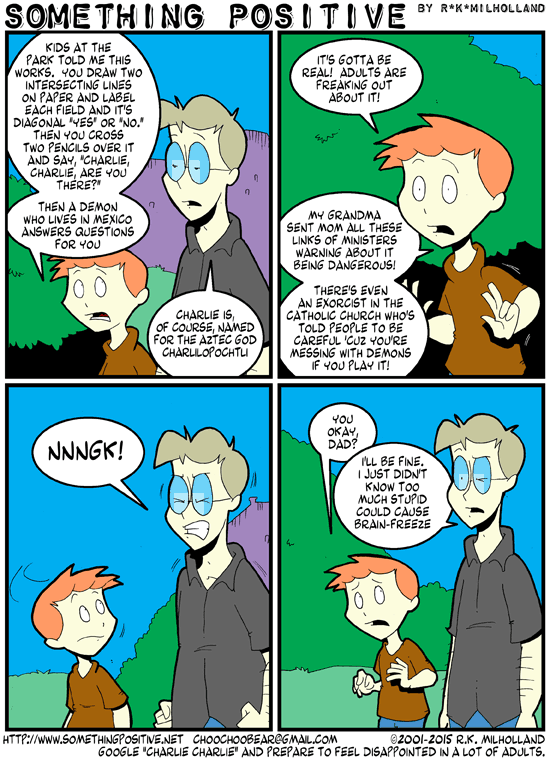 SOMETHING POSITIVE BY R*K*MILHOLLAND
KIDS AT THE
PARK TOLD ME THIS
WORKS. YOU DRAW TWO
INTERSECTING LINES
ON PAPER AND LABEL
EACH FIELD AND IT'S
DIAGONAL "YES" OR "NO."
THEN YOU CROSS
TWO PENCILS OVER IT
AND SAY, "CHARLIE,
CHARLIE, ARE YOU
THERE?"
THEN A DEMON
WHO LIVES IN MEXICO
ANSWERS QUESTIONS
FOR YOU
CHARLIE IS,
OF COURSE, NAMED
FOR THE AZTEC GOD
CHARLILOPOCHTLI
IT'S GOTTA BE
REAL! ADULTS ARE
FREAKING OUT
ABOUT IT!
MY GRANDMA
SENT MOM ALL THESE
LINKS OF MINISTERS
WARNING ABOUT IT
BEING DANGEROUS!
THERE'S EVEN
AN EXORCIST IN THE
CATHOLIC CHURCH WHO'S
TOLD PEOPLE TO BE
CAREFUL 'CUZ YOU'RE
MESSING WITH DEMONS
IF YOU PLAY IT!
NNNGK!
YOU
OKAY,
DAD?
I'LL BE FINE.
I JUST DIDN'T
KNOW TOO
MUCH STUPID
COULD CAUSE
BRAIN-FREEZE
HTTP://WWW.SOMETHINGPOSITIVE.NET CHOOCHOOBEAR@GMAIL.COM ©2001-2015 R.K. MILHOLLAND
GOOGLE "CHARLIE CHARLIE" AND PREPARE TO FEEL DISAPPOINTED IN A LOT OF ADULTS.